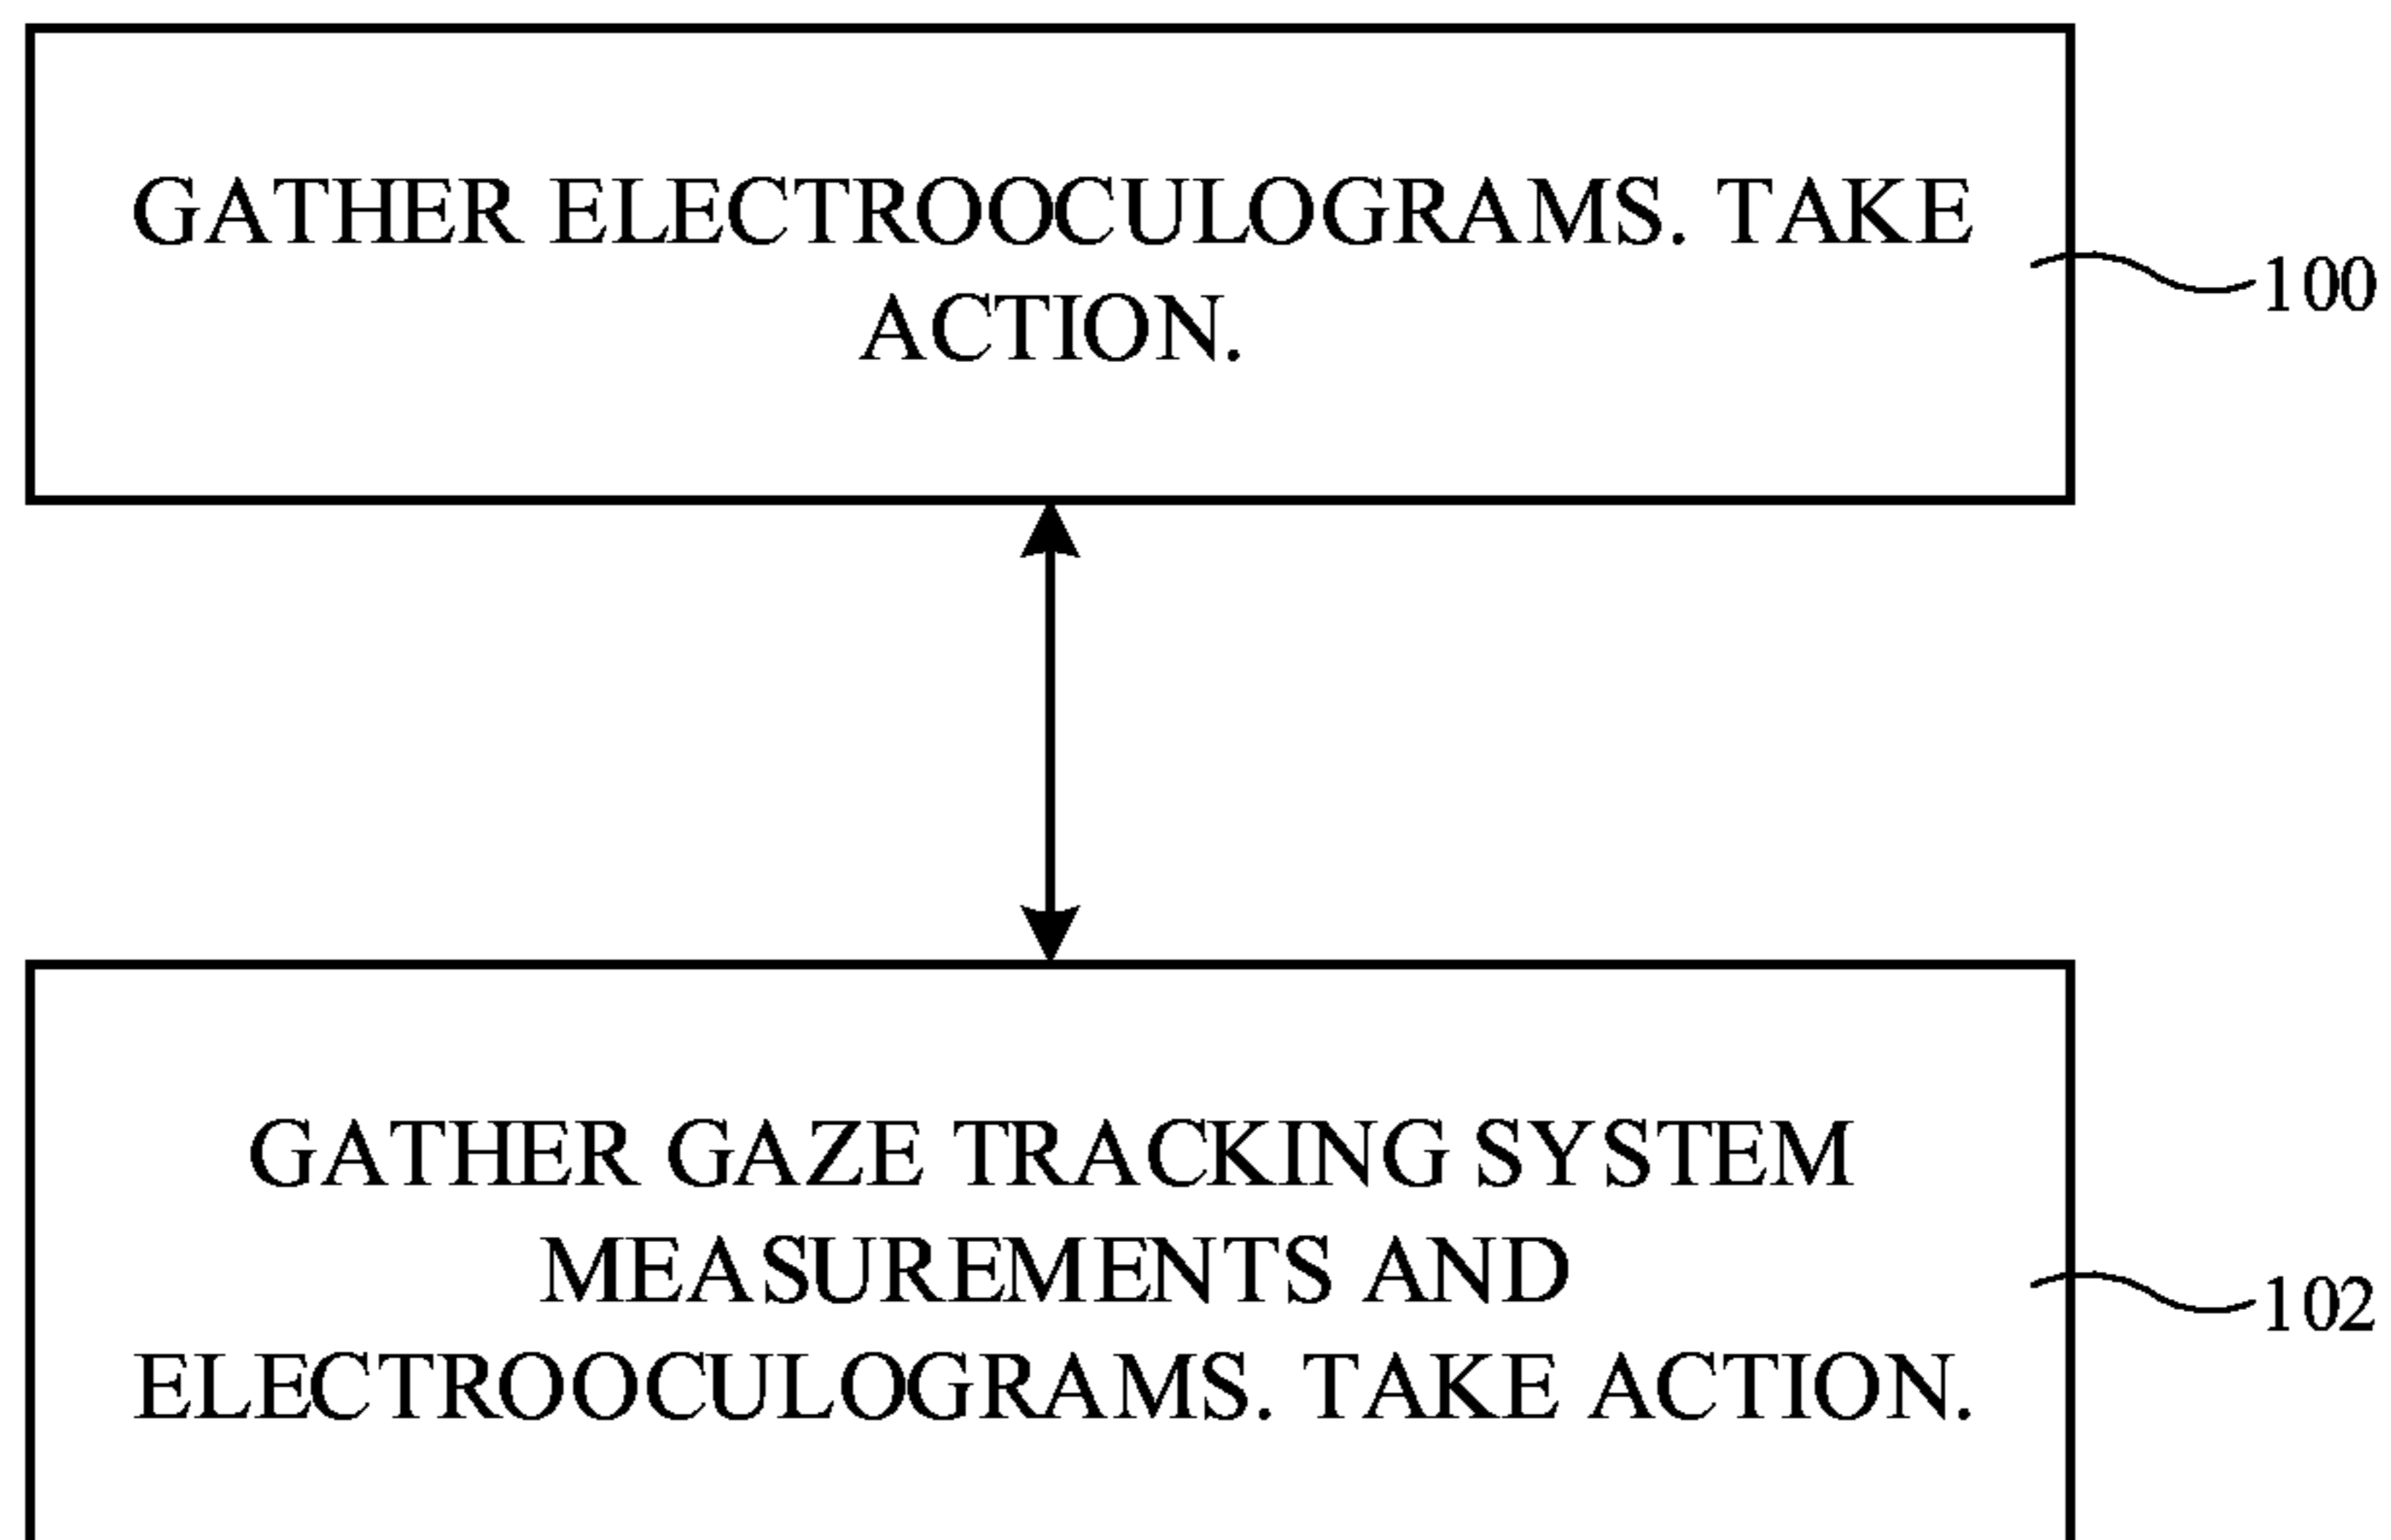 GATHER ELECTROOCULOGRAMS. TAKE
ACTION.
100
GATHER GAZE TRACKING SYSTEM
MEASUREMENTS AND
ELECTROOCULOGRAMS. TAKE ACTION.
102